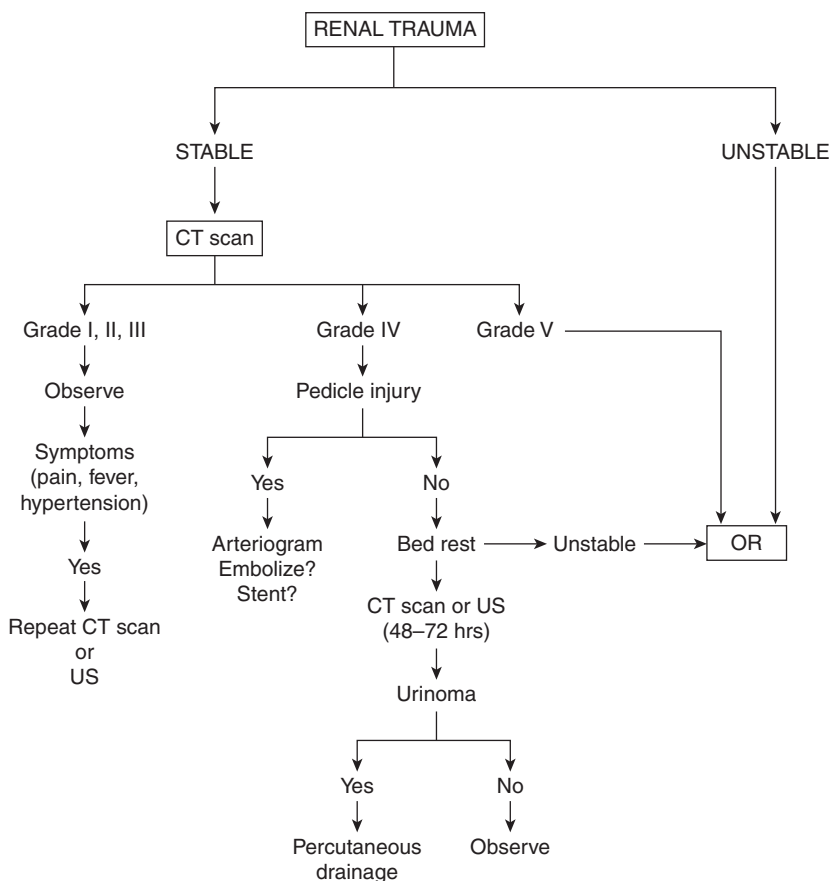 RENAL TRAUMA
STABLE
UNSTABLE
CT scan
Grade I, II, III
Grade IV
Grade V
Observe
Pedicle injury
Symptoms
(pain, fever,
hypertension)
Yes
No
Yes
Arteriogram
Embolize?
Stent?
Bed rest
Unstable
OR
Repeat CT scan
or
US
CT scan or US
(48–72 hrs)
Urinoma
Yes
No
Percutaneous
drainage
Observe